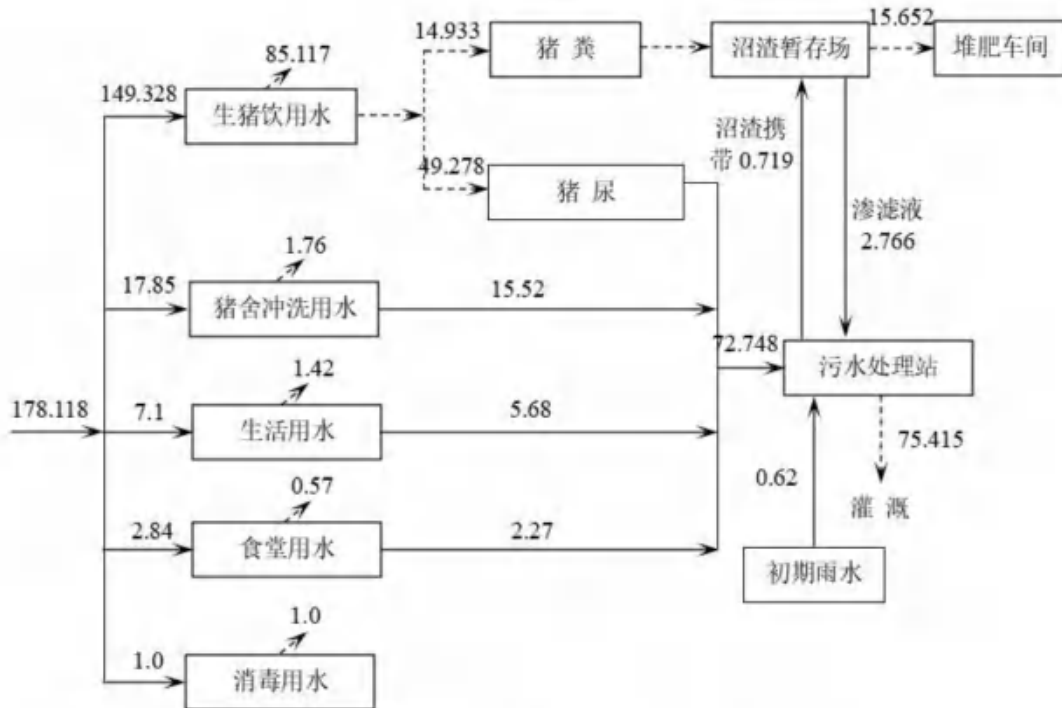 14.933
猪 粪
沼渣暂存场
15.652
堆肥车间
85.117
149.328
生猪饮用水
沼渣携
带 0.719
49.278
猪 尿
渗滤液
2.766
1.76
17.85
猪舍冲洗用水
15.52
72.748
污水处理站
1.42
178.118
7.1
生活用水
5.68
75.415
0.62
灌 溉
0.57
2.84
食堂用水
2.27
初期雨水
1.0
1.0
消毒用水